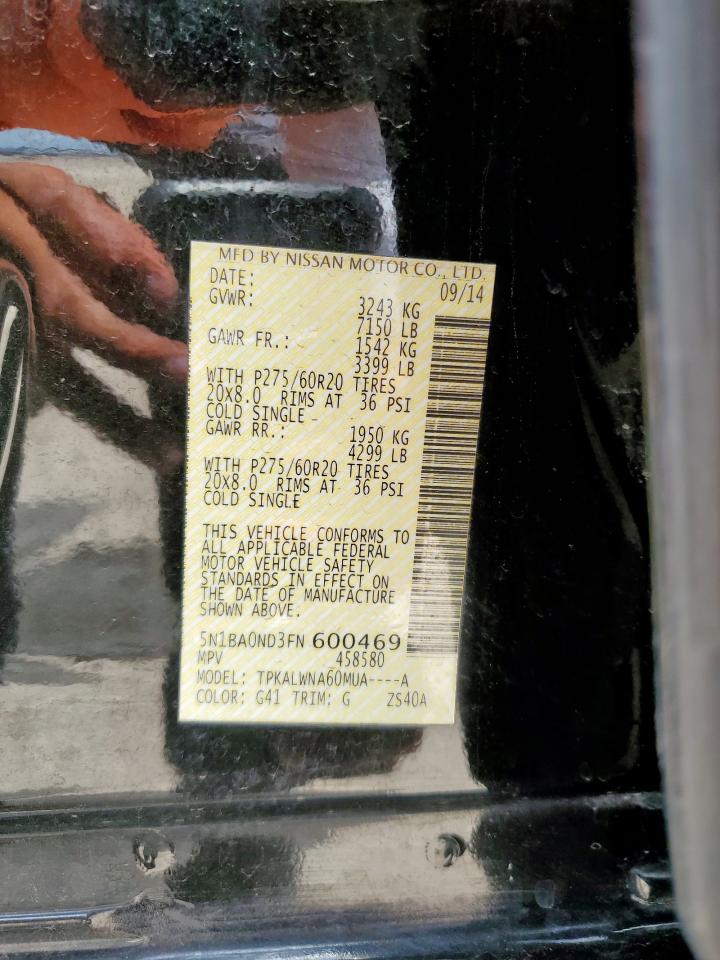 MFD BY NISSAN MOTOR CO., LTD.
DATE: 09/14
GVWR: 3243 KG
7150 LB
GAWR FR.: 1542 KG
3399 LB
WITH P275/60R20 TIRES
20X8.0 RIMS AT 36 PSI
COLD SINGLE
GAWR RR.: 1950 KG
4299 LB
WITH P275/60R20 TIRES
20X8.0 RIMS AT 36 PSI
COLD SINGLE
THIS VEHICLE CONFORMS TO
ALL APPLICABLE FEDERAL
MOTOR VEHICLE SAFETY
STANDARDS IN EFFECT ON
THE DATE OF MANUFACTURE
SHOWN ABOVE.
5N1BA0ND3FN 600469
MPV 458580
MODEL: TPKALWNA60MUA----A
COLOR: G41 TRIM: G ZS40A